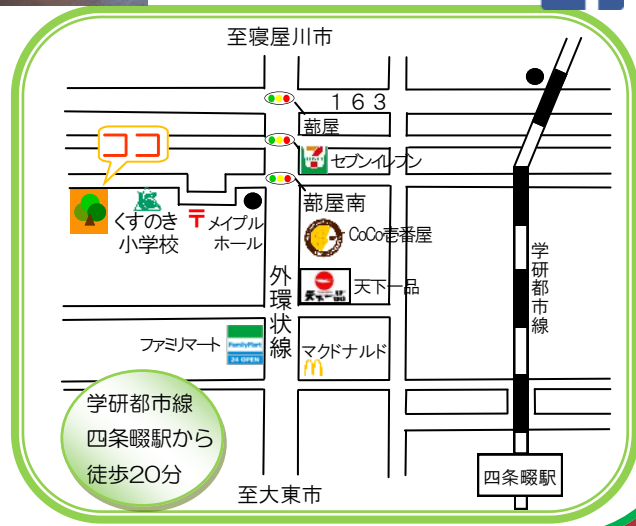 至寝屋川市
163
蔀屋
ココ
セブンイレブン
蔀屋南
くすのき
小学校
〒メイプル
ホール
CoCo壱番屋
外環状線
天下一品
天下一品
学研都市線
ファミリマート
FamilyMart
24 OPEN
マクドナルド
学研都市線
四条畷駅から
徒歩20分
四条畷駅
至大東市